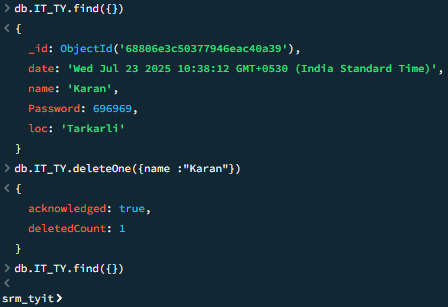 > db.IT_TY.find({})
< {
_id: ObjectId('68806e3c50377946eac40a39'),
date: 'Wed Jul 23 2025 10:38:12 GMT+0530 (India Standard Time)',
name: 'Karan',
Password: 696969,
loc: 'Tarkarli'
}
> db.IT_TY.deleteOne({name :"Karan"})
< {
acknowledged: true,
deletedCount: 1
}
> db.IT_TY.find({})
<
srm_tyit>